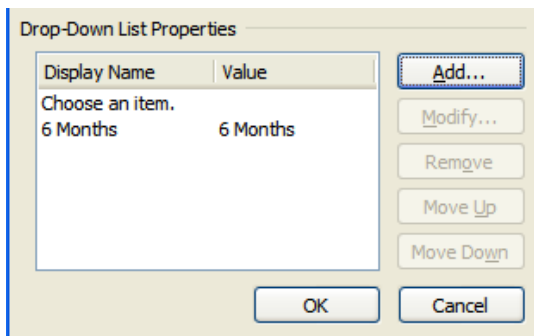 Drop-Down List Properties
Display Name Value
Choose an item.
6 Months 6 Months
Add...
Modify...
Remove
Move Up
Move Down
OK Cancel